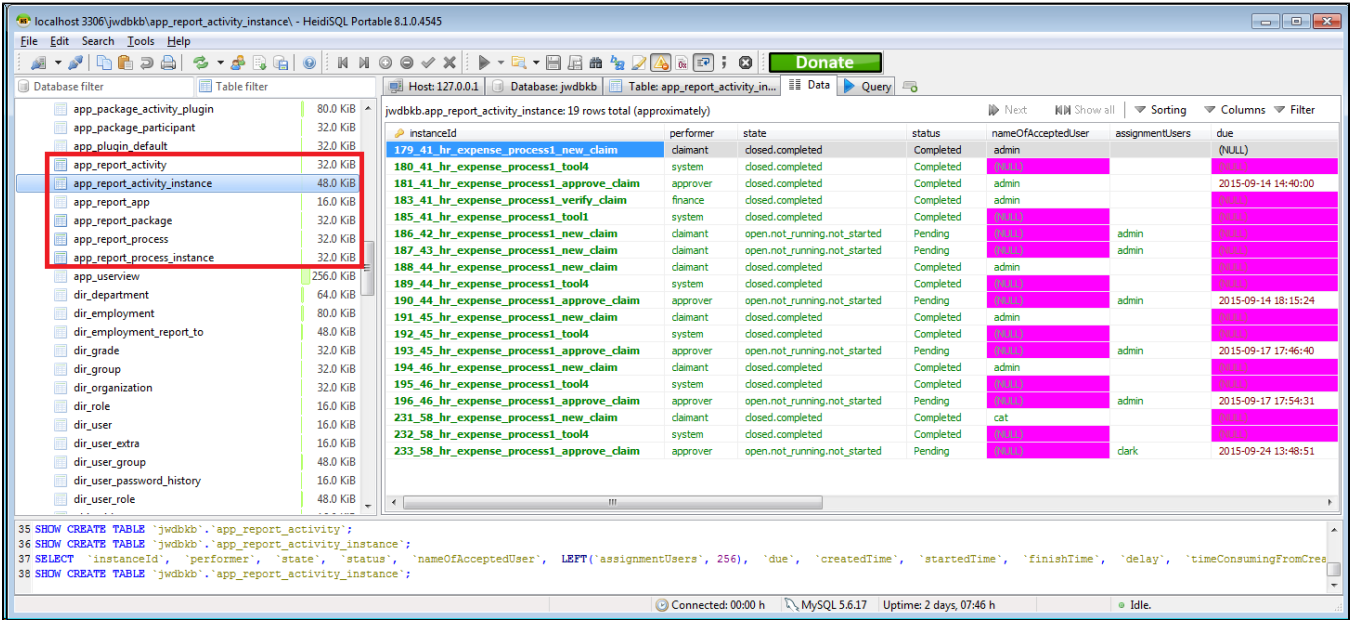 localhost 3306\jwdbkb\app_report_activity_instance\ - HeidiSQL Portable 8.1.0.4545
File Edit Search Tools Help
Donate
Database filter Table filter
Host: 127.0.0.1 Database: jwdbkb Table: app_report_activity_in... Data Query
jwdbkb.app_report_activity_instance: 19 rows total (approximately) Next Show all Sorting Columns Filter
app_package_activity_plugin 80.0 KiB
app_package_participant 32.0 KiB
app_plugin_default 32.0 KiB
app_report_activity 32.0 KiB
app_report_activity_instance 48.0 KiB
app_report_app 16.0 KiB
app_report_package 32.0 KiB
app_report_process 32.0 KiB
app_report_process_instance 32.0 KiB
app_userview 256.0 KiB
dir_department 64.0 KiB
dir_employment 80.0 KiB
dir_employment_report_to 48.0 KiB
dir_grade 32.0 KiB
dir_group 32.0 KiB
dir_organization 32.0 KiB
dir_role 16.0 KiB
dir_user 16.0 KiB
dir_user_extra 16.0 KiB
dir_user_group 48.0 KiB
dir_user_password_history 16.0 KiB
dir_user_role 48.0 KiB
instanceId performer state status nameOfAcceptedUser assignmentUsers due
179_41_hr_expense_process1_new_claim claimant closed.completed Completed admin (NULL)
180_41_hr_expense_process1_tool4 system closed.completed Completed (NULL) (NULL)
181_41_hr_expense_process1_approve_claim approver closed.completed Completed admin 2015-09-14 14:40:00
183_41_hr_expense_process1_verify_claim finance closed.completed Completed admin (NULL)
185_41_hr_expense_process1_tool1 system closed.completed Completed (NULL) (NULL)
186_42_hr_expense_process1_new_claim claimant open.not_running.not_started Pending (NULL) admin (NULL)
187_43_hr_expense_process1_new_claim claimant open.not_running.not_started Pending (NULL) admin (NULL)
188_44_hr_expense_process1_new_claim claimant closed.completed Completed admin (NULL)
189_44_hr_expense_process1_tool4 system closed.completed Completed (NULL) (NULL)
190_44_hr_expense_process1_approve_claim approver open.not_running.not_started Pending (NULL) admin 2015-09-14 18:15:24
191_45_hr_expense_process1_new_claim claimant closed.completed Completed admin (NULL)
192_45_hr_expense_process1_tool4 system closed.completed Completed (NULL) (NULL)
193_45_hr_expense_process1_approve_claim approver open.not_running.not_started Pending (NULL) admin 2015-09-17 17:46:40
194_46_hr_expense_process1_new_claim claimant closed.completed Completed admin (NULL)
195_46_hr_expense_process1_tool4 system closed.completed Completed (NULL) (NULL)
196_46_hr_expense_process1_approve_claim approver open.not_running.not_started Pending (NULL) admin 2015-09-17 17:54:31
231_58_hr_expense_process1_new_claim claimant closed.completed Completed cat (NULL)
232_58_hr_expense_process1_tool4 system closed.completed Completed (NULL) (NULL)
233_58_hr_expense_process1_approve_claim approver open.not_running.not_started Pending (NULL) clark 2015-09-24 13:48:51
35 SHOW CREATE TABLE `jwdbkb`.`app_report_activity`;
36 SHOW CREATE TABLE `jwdbkb`.`app_report_activity_instance`;
37 SELECT `instanceId`, `performer`, `state`, `status`, `nameOfAcceptedUser`, LEFT(`assignmentUsers`, 256), `due`, `createdTime`, `startedTime`, `finishTime`, `delay`, `timeConsumingFromCrea
38 SHOW CREATE TABLE `jwdbkb`.`app_report_activity_instance`;
Connected: 00:00 h MySQL 5.6.17 Uptime: 2 days, 07:46 h Idle.